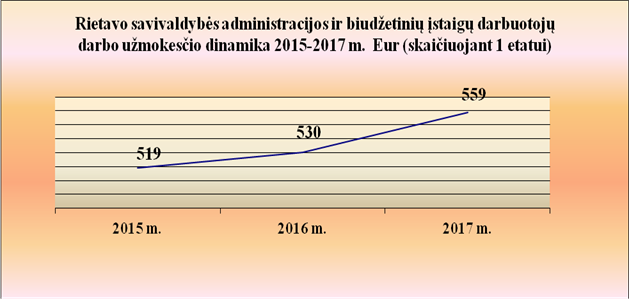 Rietavo savivaldybės administracijos ir biudžetinių įstaigų darbuotojų
darbo užmokesčio dinamika 2015-2017 m. Eur (skaičiuojant 1 etatui)
559
530
519
2015 m. 2016 m. 2017 m.